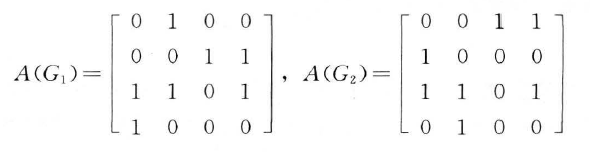 A(G₁)= [ 0 1 0 0 ; 0 0 1 1 ; 1 1 0 1 ; 1 0 0 0 ], A(G₂)= [ 0 0 1 1 ; 1 0 0 0 ; 1 1 0 1 ; 0 1 0 0 ]